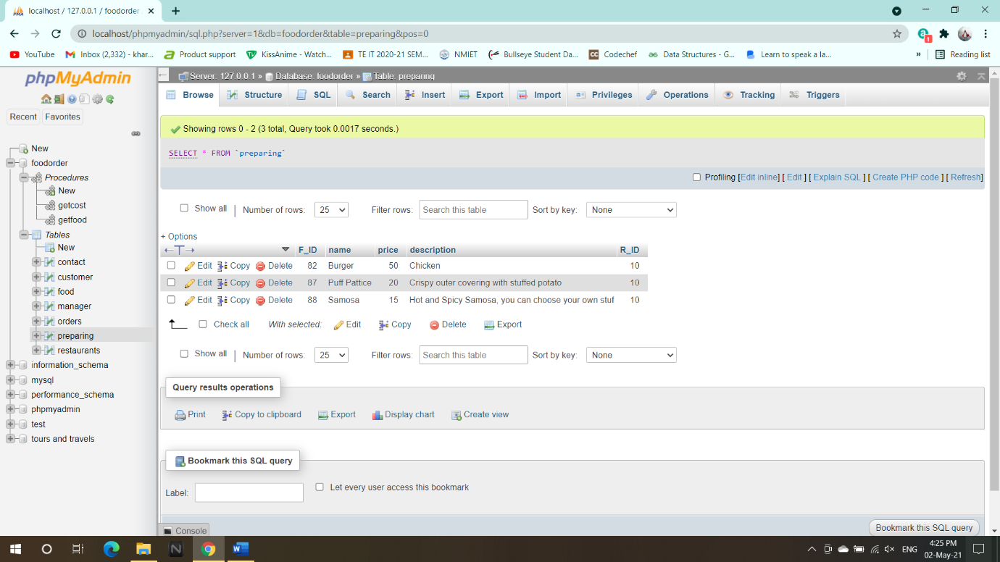 localhost / 127.0.0.1 / foodorder
localhost/phpmyadmin/sql.php?server=1&db=foodorder&table=preparing&pos=0
1
YouTube
Inbox (2,332) - khar...
Product support
KissAnime - Watch...
TE IT 2020-21 SEM...
NMIET
Bullseye Student Da...
Codechef
Data Structures - G...
Learn to speak a la...
»
Reading list
phpMyAdmin
Recent
Favorites
New
foodorder
Procedures
New
getcost
getfood
Tables
New
contact
customer
food
manager
orders
preparing
restaurants
information_schema
mysql
performance_schema
phpmyadmin
test
tours and travels
Server: 127.0.0.1 » Database: foodorder » Table: preparing
Browse
Structure
SQL
Search
Insert
Export
Import
Privileges
Operations
Tracking
Triggers
Showing rows 0 - 2 (3 total, Query took 0.0017 seconds.)
SELECT * FROM `preparing`
Profiling [Edit inline] [ Edit ] [ Explain SQL ] [ Create PHP code ] [ Refresh]
Show all | Number of rows: 25 Filter rows: Search this table Sort by key: None
+ Options
←T→ F_ID name price description R_ID
Edit Copy Delete 82 Burger 50 Chicken 10
Edit Copy Delete 87 Puff Pattice 20 Crispy outer covering with stuffed potato 10
Edit Copy Delete 88 Samosa 15 Hot and Spicy Samosa, you can choose your own stuf 10
Check all With selected: Edit Copy Delete Export
Show all | Number of rows: 25 Filter rows: Search this table Sort by key: None
Query results operations
Print Copy to clipboard Export Display chart Create view
Bookmark this SQL query
Label: Let every user access this bookmark
Console
Bookmark this SQL query
ENG
4:25 PM
02-May-21